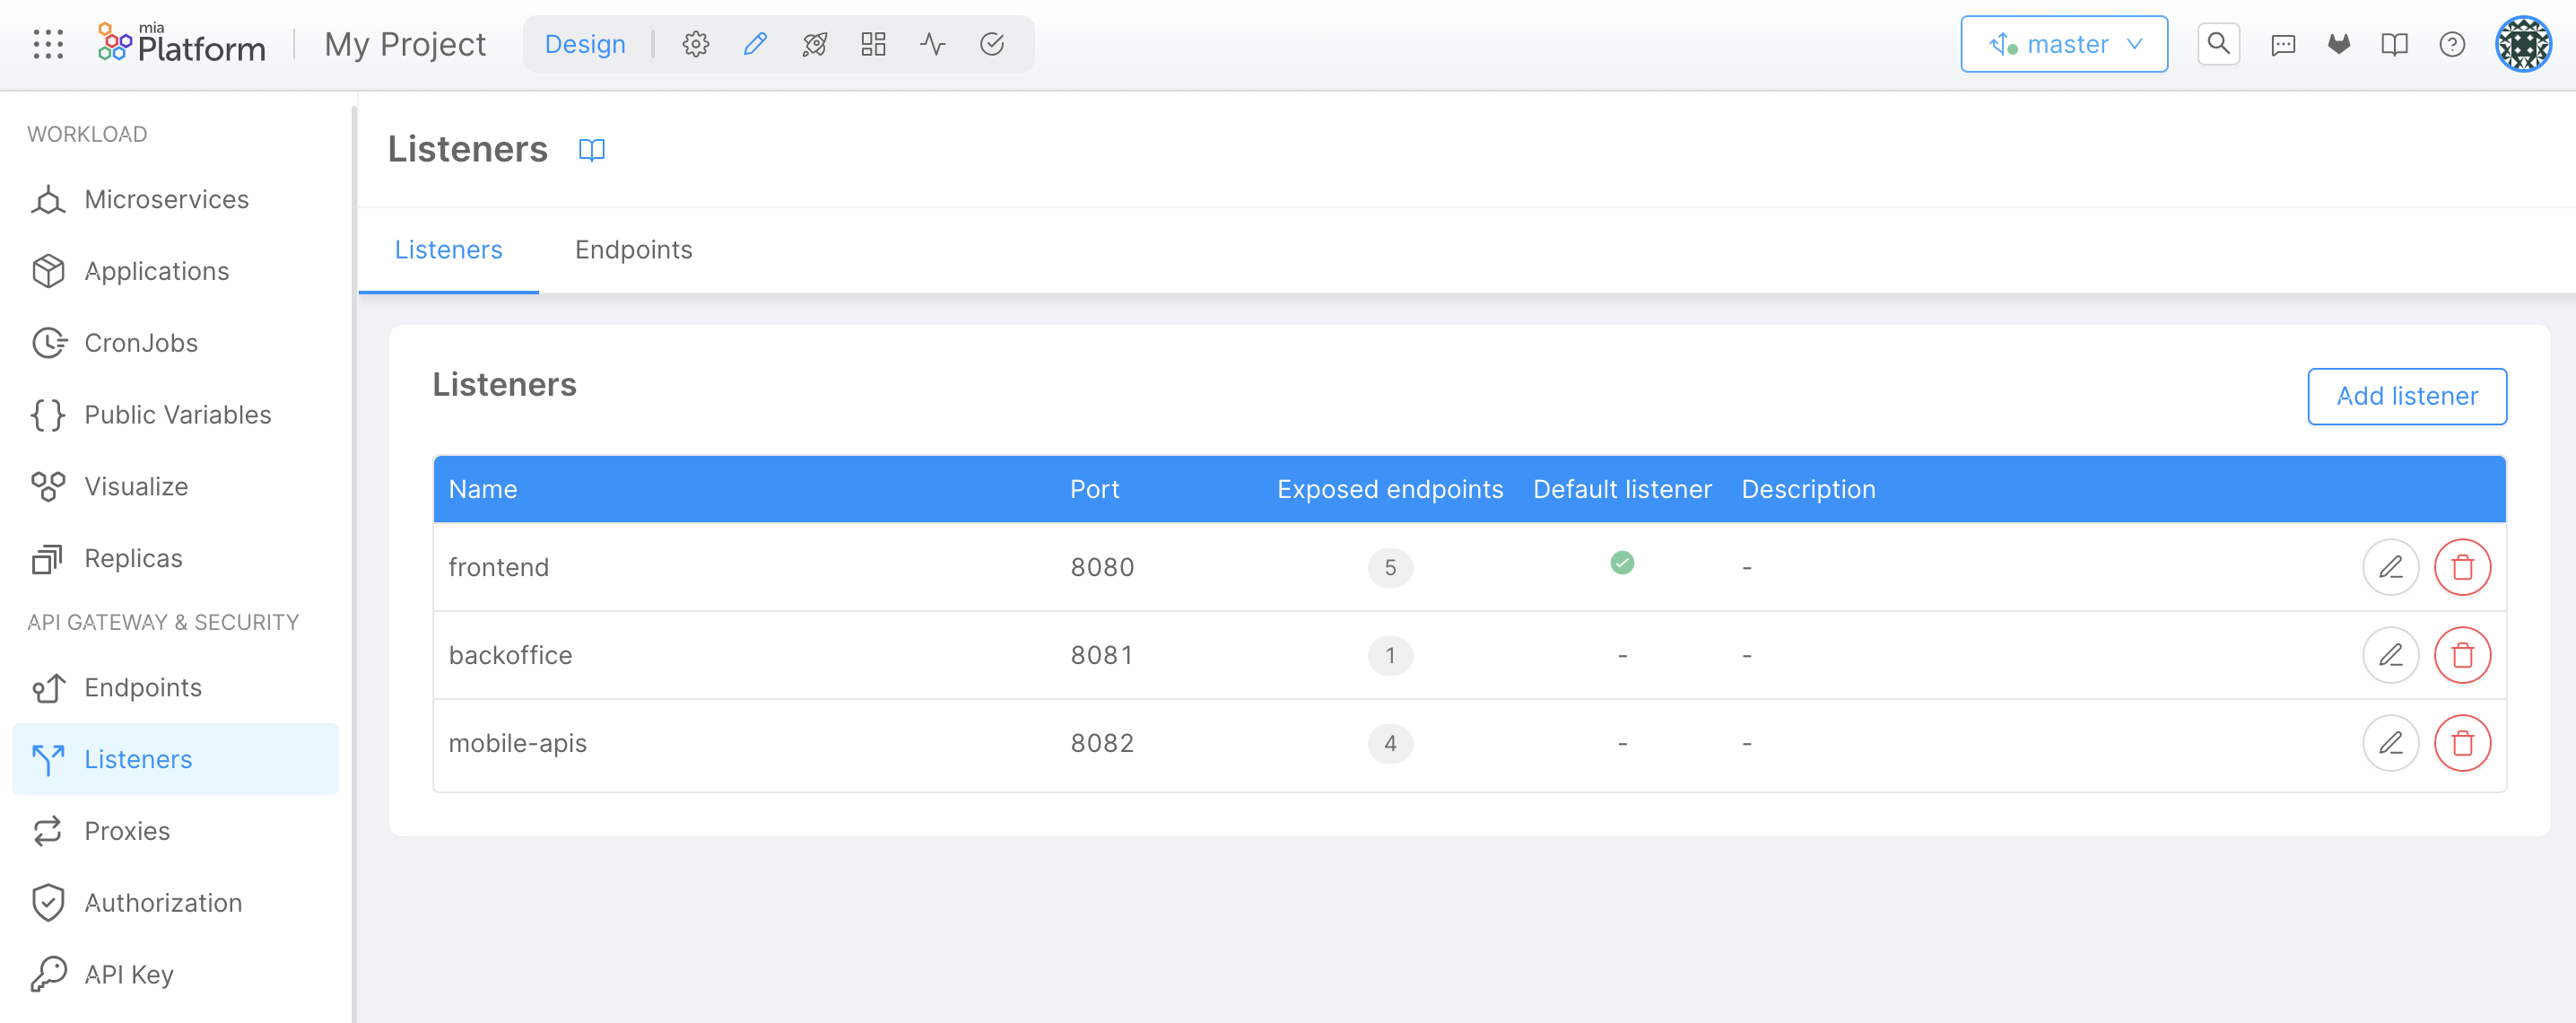 mia
Platform
My Project
Design
master
WORKLOAD
Microservices
Applications
CronJobs
Public Variables
Visualize
Replicas
API GATEWAY & SECURITY
Endpoints
Listeners
Proxies
Authorization
API Key
Listeners
Listeners Endpoints
Listeners
Add listener
Name Port Exposed endpoints Default listener Description
frontend 8080 5 -
backoffice 8081 1 - -
mobile-apis 8082 4 - -